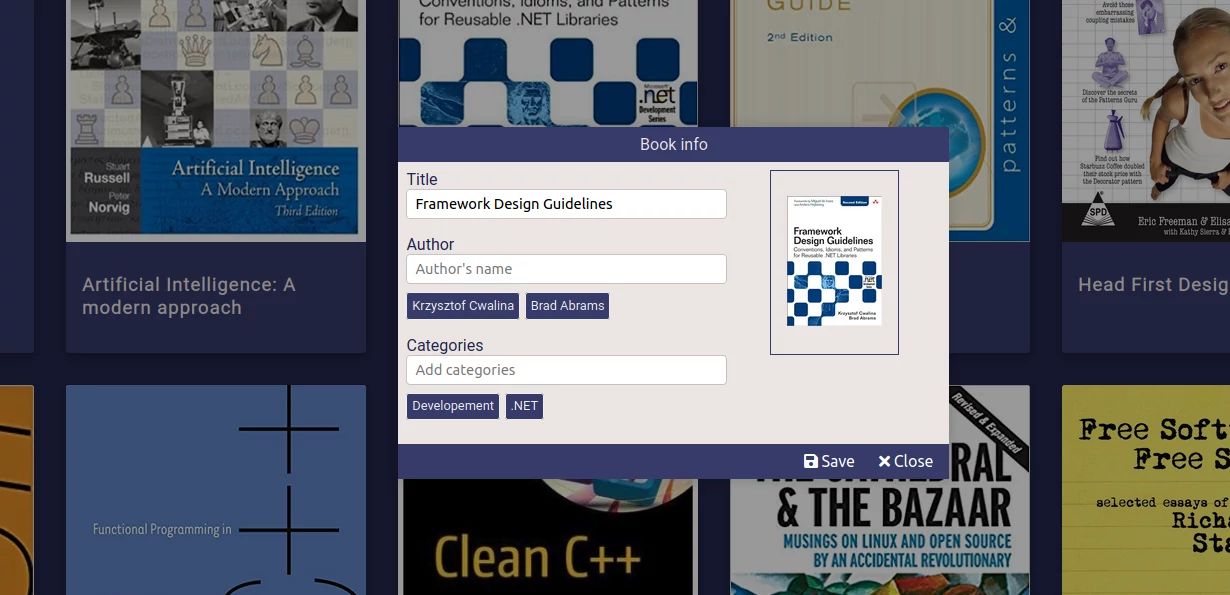 Stuart
Russell
Peter
Norvig
Artificial Intelligence
A Modern Approach
Third Edition
Artificial Intelligence: A
modern approach
Conventions, Idioms, and Patterns
for Reusable .NET Libraries
Microsoft
.net
Development
Series
GUIDE
2nd Edition
patterns &
Avoid those
embarrassing
coupling mistakes
Discover the secrets
of the Patterns Guru
Find out how
Starbuzz Coffee doubled
their stock price with
the Decorator pattern
SPD
Eric Freeman & Elisa
with Kathy Sierra &
Head First Desig
Book info
Title
Framework Design Guidelines
Author
Author's name
Krzysztof Cwalina
Brad Abrams
Categories
Add categories
Developement
.NET
Second Edition
Framework
Design Guidelines
Conventions, Idioms, and Patterns
for Reusable .NET Libraries
.net
Krzysztof Cwalina
Brad Abrams
Save
Close
Functional Programming in
Clean C++
Revised & Expanded
RAL
& THE BAZAAR
MUSINGS ON LINUX AND OPEN SOURCE
BY AN ACCIDENTAL REVOLUTIONARY
Free Soft
Free S
selected essays of
Rich
Sta